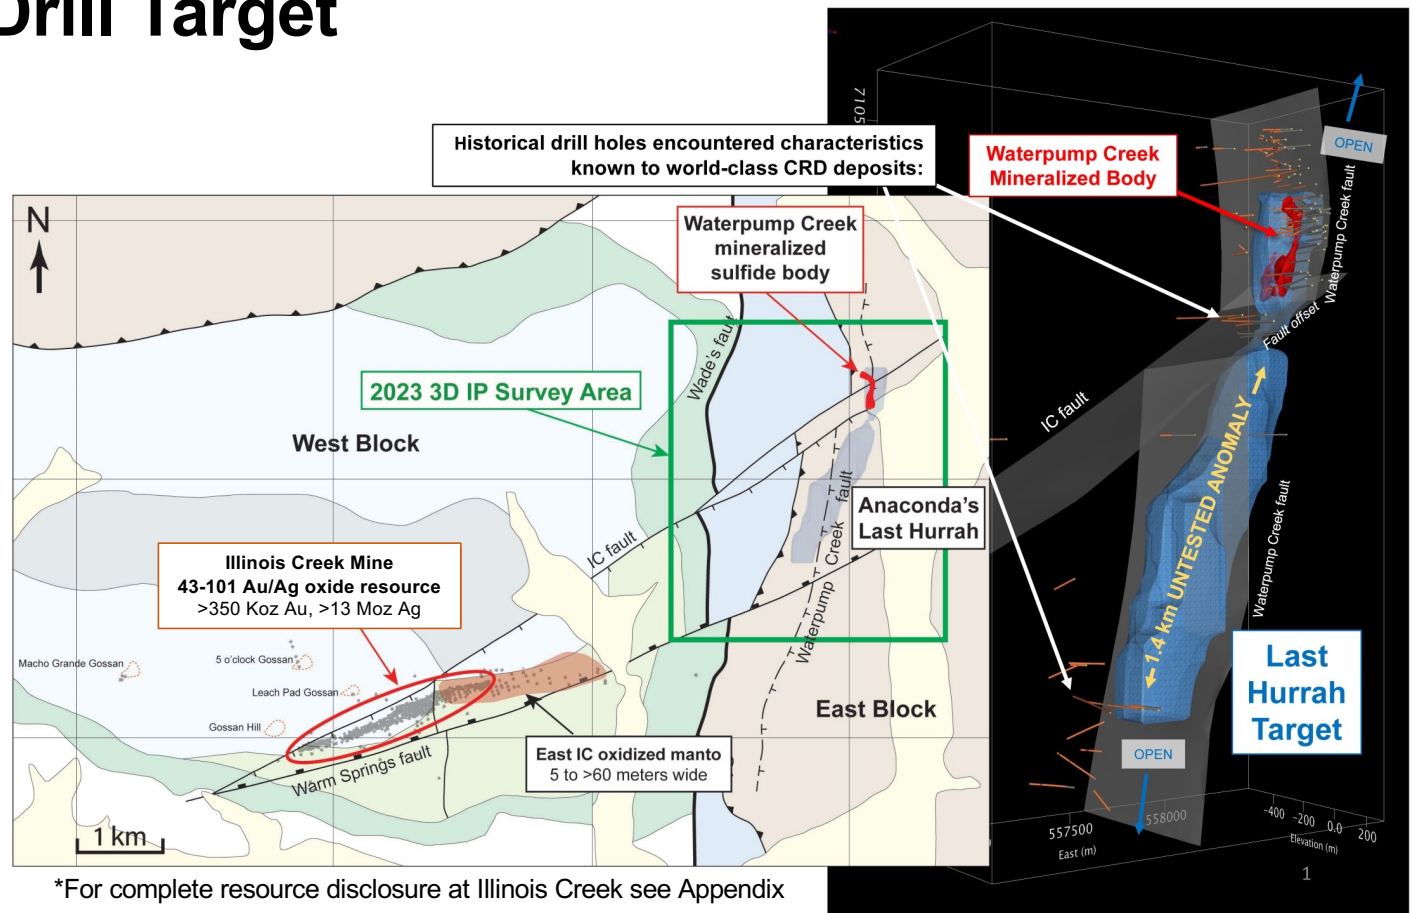 Drill Target
Historical drill holes encountered characteristics
known to world-class CRD deposits:
Waterpump Creek
Mineralized Body
OPEN
7105
N
Waterpump Creek
mineralized
sulfide body
Waterpump Creek fault
Fault offset
Wade's fault
2023 3D IP Survey Area
West Block
IC fault
1.4 km UNTESTED ANOMALY
IC fault
Anaconda's
Last Hurrah
Waterpump Creek fault
Waterpump Creek fault
Illinois Creek Mine
43-101 Au/Ag oxide resource
>350 Koz Au, >13 Moz Ag
Macho Grande Gossan
5 o'clock Gossan
Leach Pad Gossan
Gossan Hill
East Block
Last
Hurrah
Target
East IC oxidized manto
5 to >60 meters wide
Warm Springs fault
OPEN
1 km
557500
558000
East (m)
-400
-200
0.0
200
Elevation (m)
1
*For complete resource disclosure at Illinois Creek see Appendix